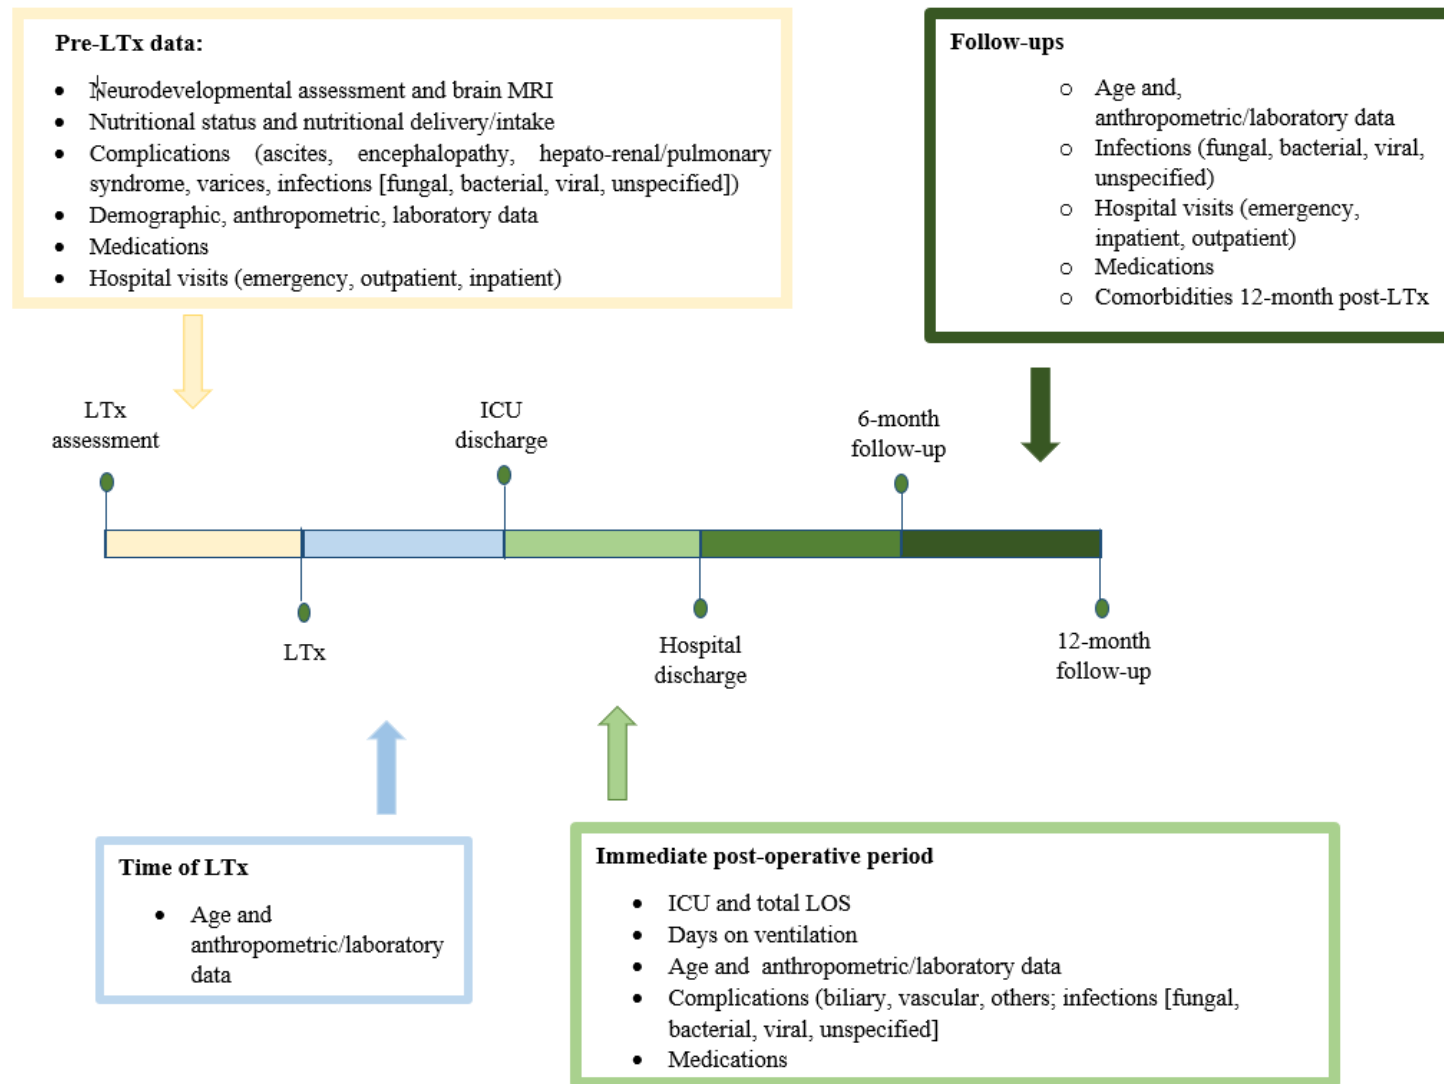 Pre-LTx data:
• Neurodevelopmental assessment and brain MRI
• Nutritional status and nutritional delivery/intake
• Complications (ascites, encephalopathy, hepato-renal/pulmonary
syndrome, varices, infections [fungal, bacterial, viral, unspecified])
• Demographic, anthropometric, laboratory data
• Medications
• Hospital visits (emergency, outpatient, inpatient)
Follow-ups
o Age and,
anthropometric/laboratory data
o Infections (fungal, bacterial, viral,
unspecified)
o Hospital visits (emergency,
inpatient, outpatient)
o Medications
o Comorbidities 12-month post-LTx
LTx
assessment
ICU
discharge
6-month
follow-up
LTx
Hospital
discharge
12-month
follow-up
Time of LTx
• Age and
anthropometric/laboratory
data
Immediate post-operative period
• ICU and total LOS
• Days on ventilation
• Age and anthropometric/laboratory data
• Complications (biliary, vascular, others; infections [fungal,
bacterial, viral, unspecified]
• Medications